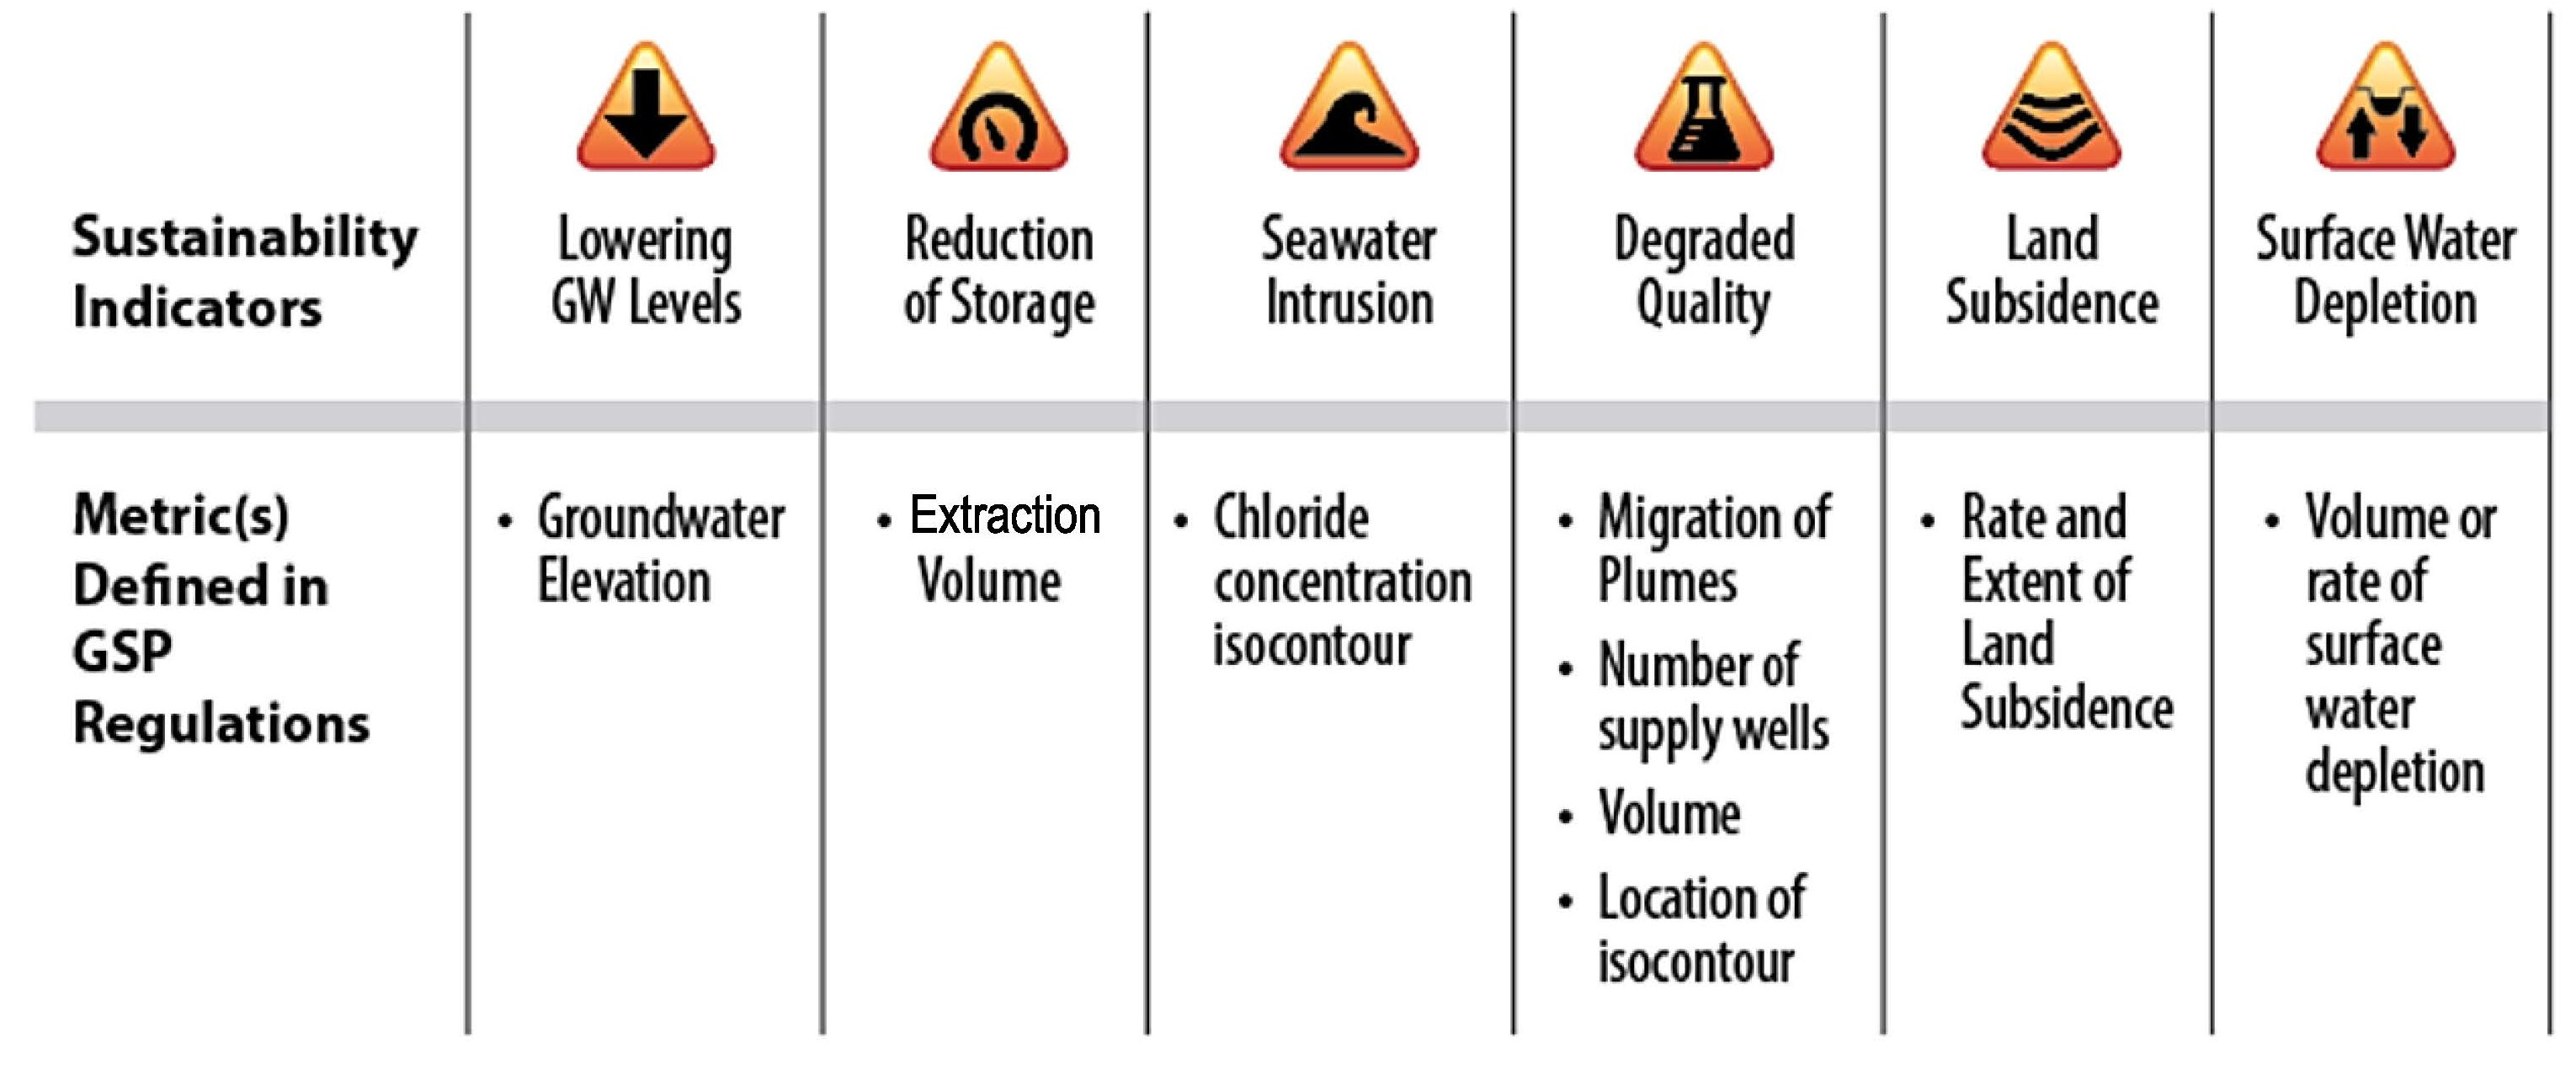 Sustainability
Indicators
Lowering
GW Levels
Reduction
of Storage
Seawater
Intrusion
Degraded
Quality
Land
Subsidence
Surface Water
Depletion
Metric(s)
Defined in
GSP
Regulations
• Groundwater
Elevation
• Extraction
Volume
• Chloride
concentration
isocontour
• Migration of
Plumes
• Number of
supply wells
• Volume
• Location of
isocontour
• Rate and
Extent of
Land
Subsidence
• Volume or
rate of
surface
water
depletion